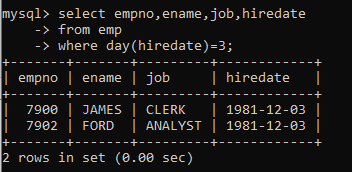 mysql> select empno,ename,job,hiredate
    -> from emp
    -> where day(hiredate)=3;
+-------+-------+---------+------------+
| empno | ename | job     | hiredate   |
+-------+-------+---------+------------+
|  7900 | JAMES | CLERK   | 1981-12-03 |
|  7902 | FORD  | ANALYST | 1981-12-03 |
+-------+-------+---------+------------+
2 rows in set (0.00 sec)